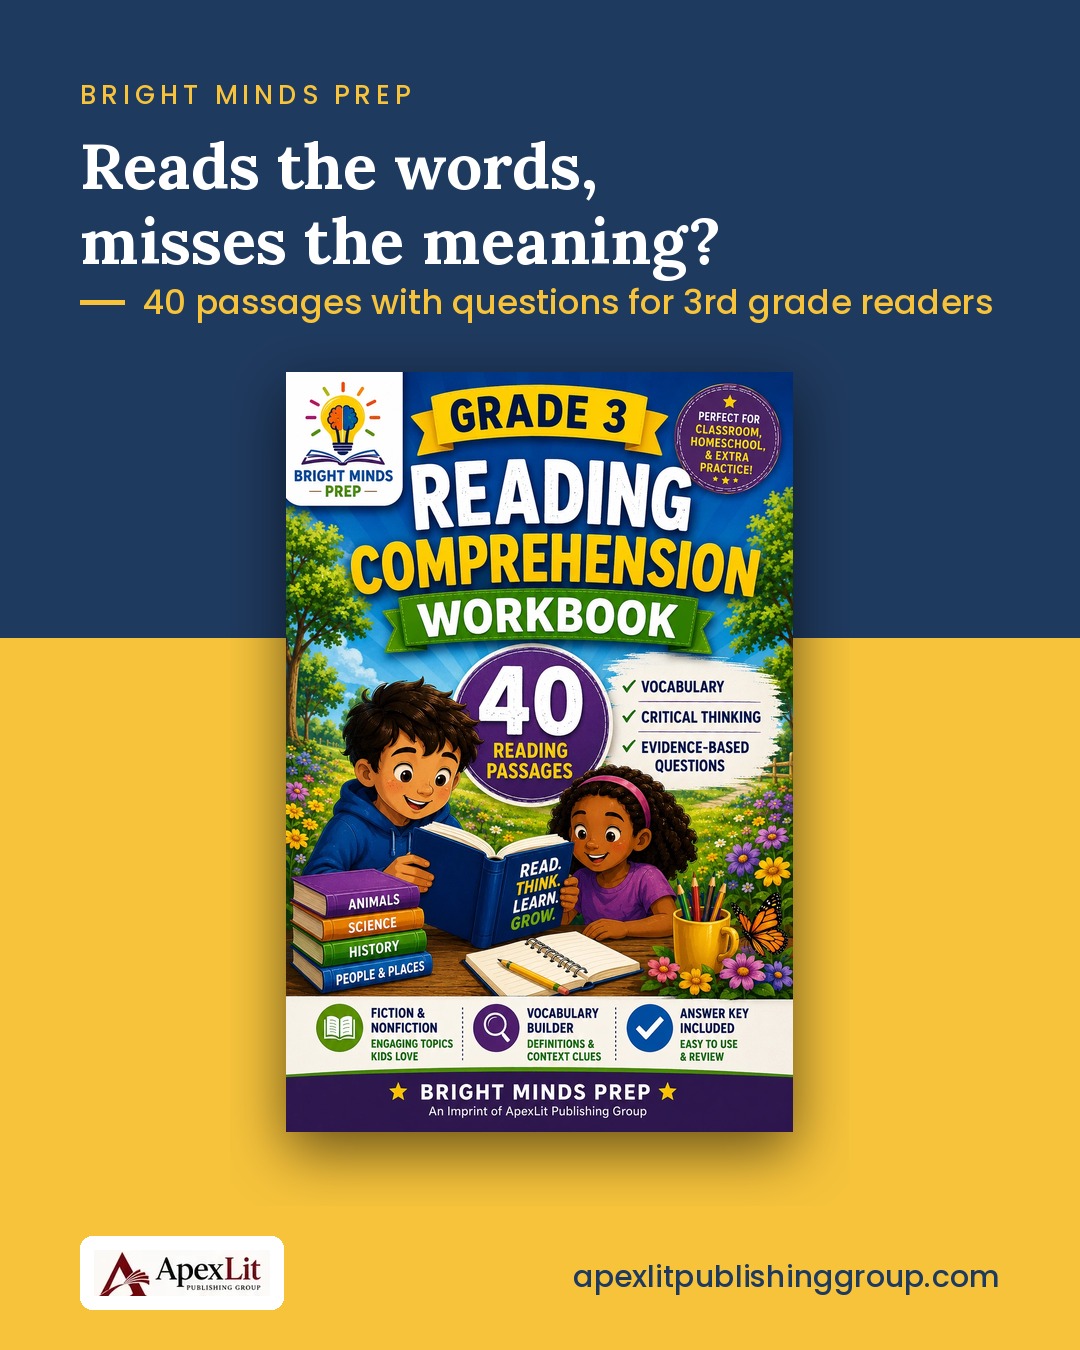 BRIGHT MINDS PREP
Reads the words,
misses the meaning?
40 passages with questions for 3rd grade readers
BRIGHT MINDS
PREP
GRADE 3
PERFECT FOR
CLASSROOM,
HOMESCHOOL,
& EXTRA
PRACTICE!
READING
COMPREHENSION
WORKBOOK
40
READING
PASSAGES
VOCABULARY
CRITICAL THINKING
EVIDENCE-BASED
QUESTIONS
READ.
THINK.
LEARN.
GROW.
ANIMALS
SCIENCE
HISTORY
PEOPLE & PLACES
FICTION &
NONFICTION
ENGAGING TOPICS
KIDS LOVE
VOCABULARY
BUILDER
DEFINITIONS &
CONTEXT CLUES
ANSWER KEY
INCLUDED
EASY TO USE
& REVIEW
BRIGHT MINDS PREP
An Imprint of ApexLit Publishing Group
ApexLit
PUBLISHING GROUP
apexlitpublishinggroup.com